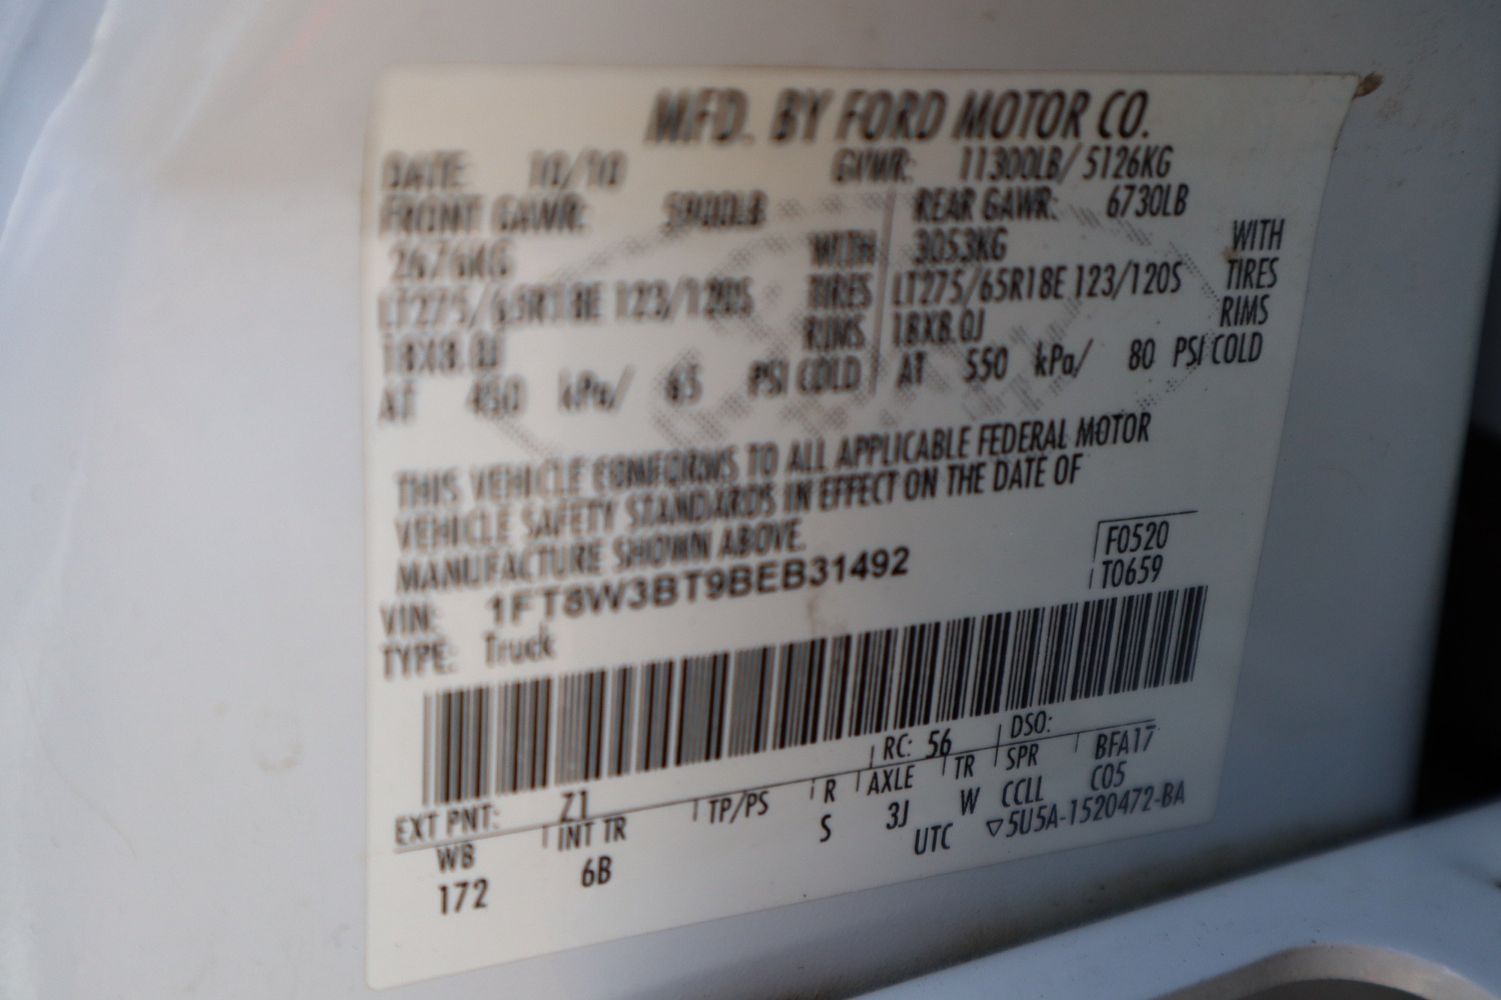 MFD. BY FORD MOTOR CO.
DATE: 10/10 GVWR: 11300LB/ 5126KG
FRONT GAWR: 5900LB REAR GAWR: 6730LB
2676KG WITH 3053KG WITH
LT275/65R18E 123/120S TIRES LT275/65R18E 123/120S TIRES
18X8.0J RIMS 18X8.0J RIMS
AT 450 kPa/ 65 PSI COLD AT 550 kPa/ 80 PSI COLD
THIS VEHICLE CONFORMS TO ALL APPLICABLE FEDERAL MOTOR
VEHICLE SAFETY STANDARDS IN EFFECT ON THE DATE OF
MANUFACTURE SHOWN ABOVE.
VIN: 1FT8W3BT9BEB31492 F0520
TYPE: Truck T0659
EXT PNT: Z1 RC: 56 DSO:
WB INT TR TP/PS R AXLE TR SPR BFA17
172 6B S 3J W CCLL C05
UTC ▽5U5A-1520472-BA